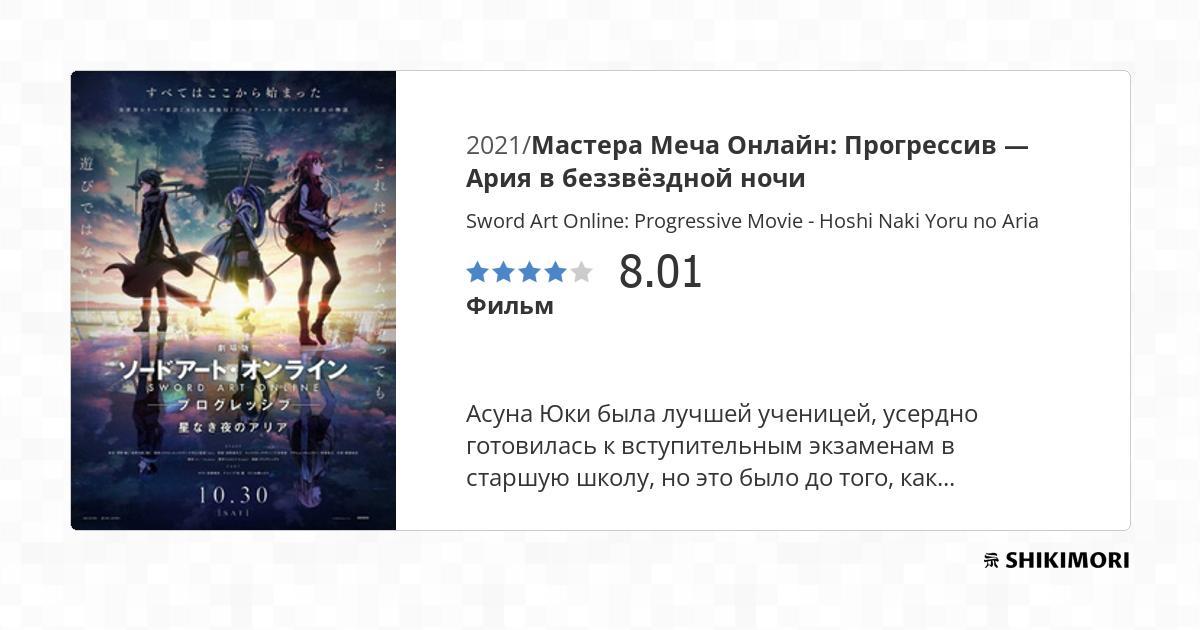 すべてはここから始まった
これは、ゲームであっても
遊びではない
劇場版
ソードアート・オンライン
SWORD ART ONLINE
プログレッシブ
星なき夜のアリア
10.30
[SAT]
2021/Мастера Меча Онлайн: Прогрессив —
Ария в беззвёздной ночи
Sword Art Online: Progressive Movie - Hoshi Naki Yoru no Aria
8.01
Фильм
Асуна Юки была лучшей ученицей, усердно
готовилась к вступительным экзаменам в
старшую школу, но это было до того, как...
SHIKIMORI